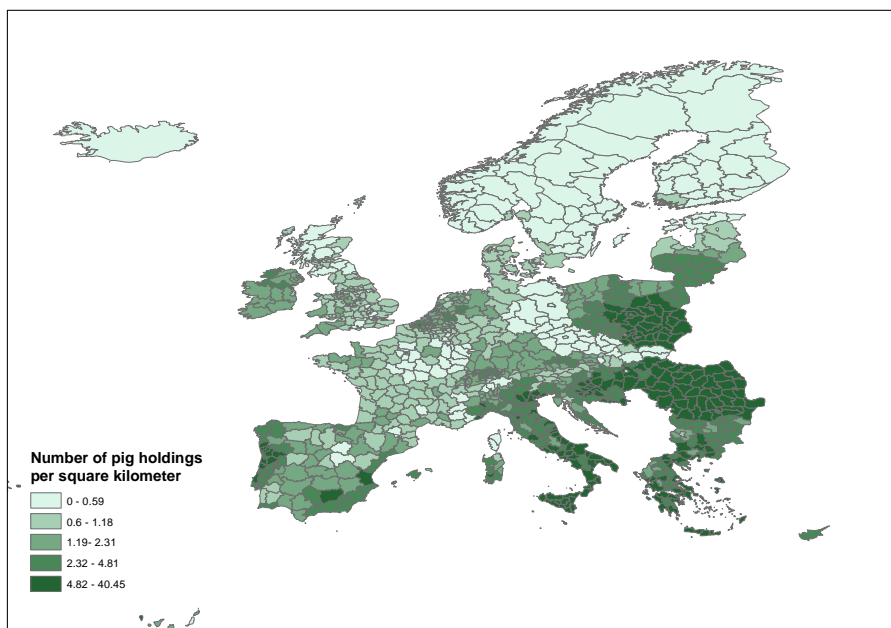 Number of pig holdings
per square kilometer
0 - 0.59
0.6 - 1.18
1.19- 2.31
2.32 - 4.81
4.82 - 40.45